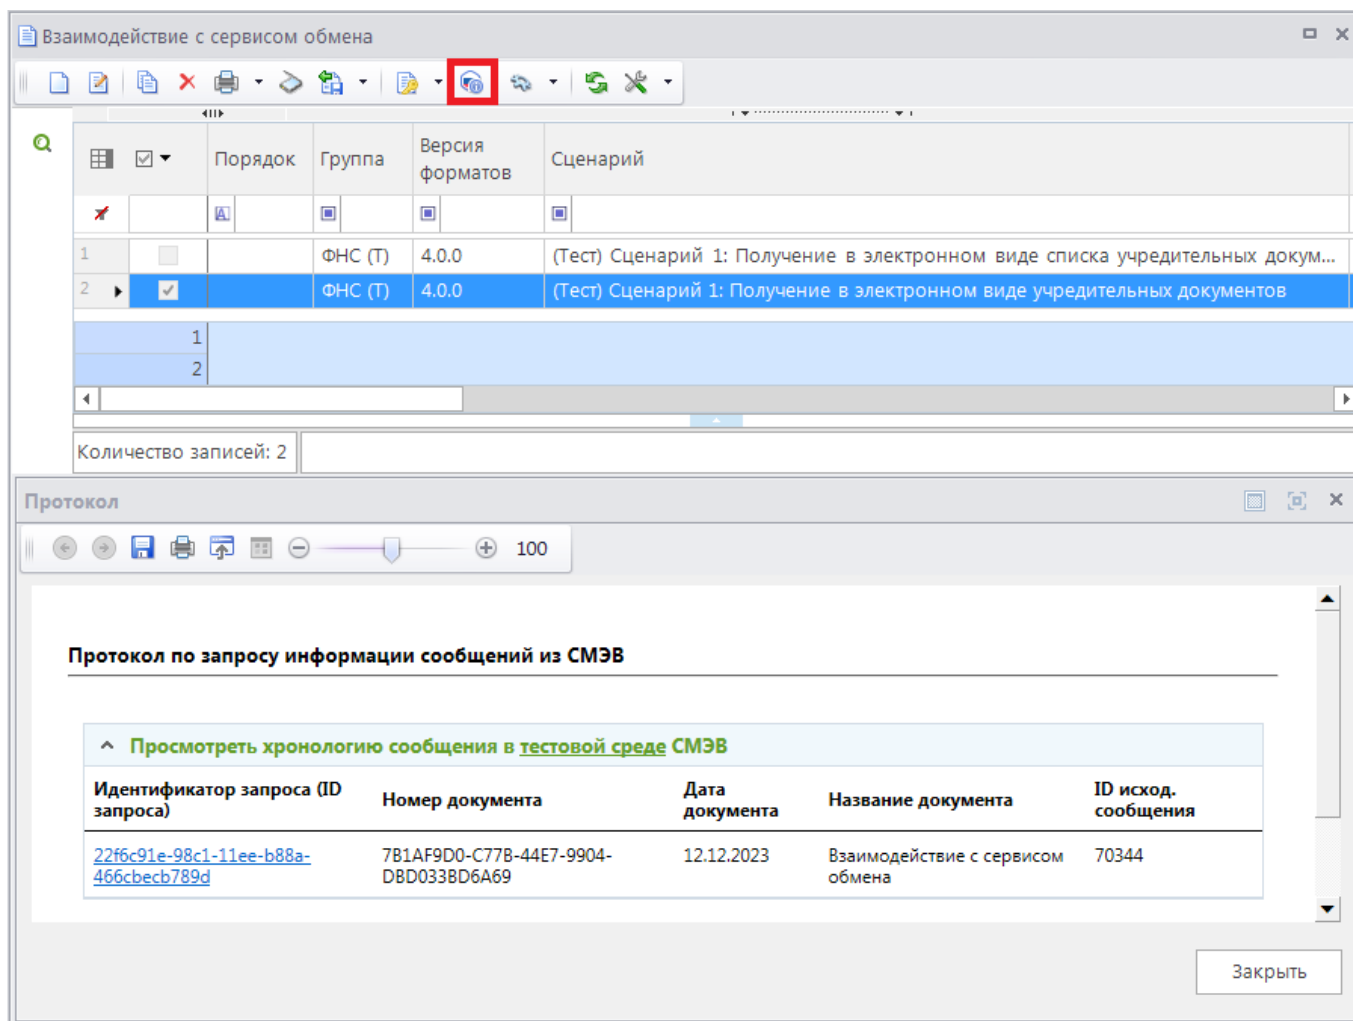 Взаимодействие с сервисом обмена
Порядок Группа Версия форматов Сценарий
1 ФНС (Т) 4.0.0 (Тест) Сценарий 1: Получение в электронном виде списка учредительных докум...
2 ФНС (Т) 4.0.0 (Тест) Сценарий 1: Получение в электронном виде учредительных документов
1
2
Количество записей: 2
Протокол
100
Протокол по запросу информации сообщений из СМЭВ
Просмотреть хронологию сообщения в тестовой среде СМЭВ
Идентификатор запроса (ID запроса) Номер документа Дата документа Название документа ID исход. сообщения
22f6c91e-98c1-11ee-b88a-466cbecb789d 7B1AF9D0-C77B-44E7-9904-DBD033BD6A69 12.12.2023 Взаимодействие с сервисом обмена 70344
Закрыть